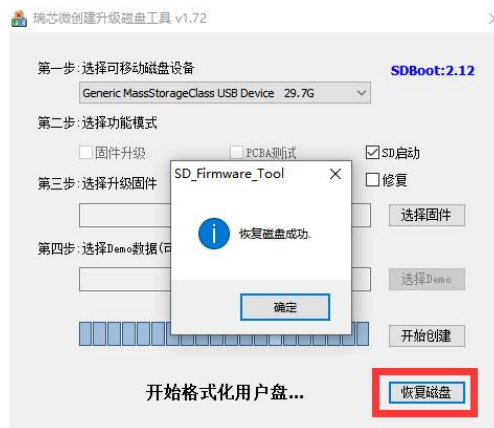 瑞芯微创建升级磁盘工具 v1.72
第一步:选择可移动磁盘设备
SDBoot:2.12
Generic MassStorageClass USB Device 29.7G
第二步:选择功能模式
固件升级
PCBA测试
SD启动
SD_Firmware_Tool
第三步:选择升级固件
修复
选择固件
恢复磁盘成功.
第四步:选择Demo数据(可
选择Demo
确定
开始创建
开始格式化用户盘...
恢复磁盘